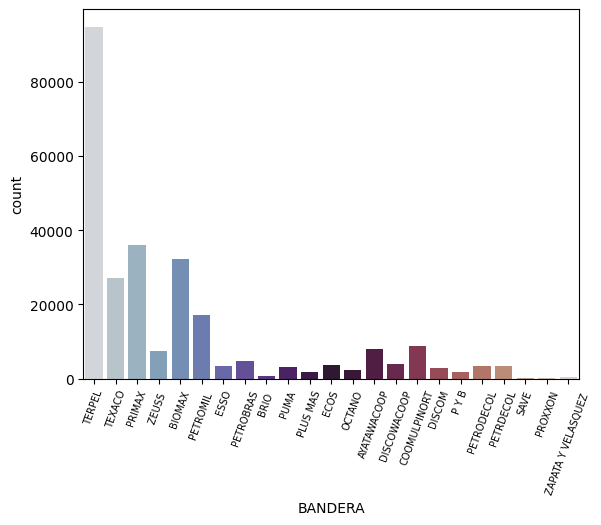 80000
60000
40000
20000
0
count
TERPEL
TEXACO
PRIMAX
ZEUSS
BIOMAX
PETROMIL
ESSO
PETROBRAS
BRIO
PUMA
PLUS MAS
ECOS
OCTANO
AYATAWACOOP
DISCOWACOOP
COOMULPINORT
DISCOM
P Y B
PETRODECOL
PETRDECOL
SAVE
PROXXON
ZAPATA Y VELASQUEZ
BANDERA